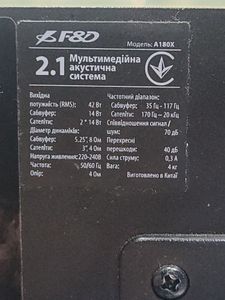 F&D
Модель: A180X
2.1 Мультимедійна
акустична
система
Вихідна
потужність (RMS): 42 Вт
Сабвуфер: 14 Вт
Сателіти: 2 * 14 Вт
Діаметр динаміків:
Сабвуфер: 5.25", 8 Ом
Сателіти: 3", 4 Ом
Напруга живлення: 220-240В
Частота: 50/60 Гц
Опір: 4 Ом
Частотний діапазон:
Сабвуфер: 35 Гц - 117 Гц
Сателіти: 170 Гц - 20 кГц
Співвідношення сигнал /
шум: 70 дБ
Перехресні
перешкоди: 40 дБ
Сила струму: 0,3 А
Вага: 4 кг
Виготовлено в Китаї